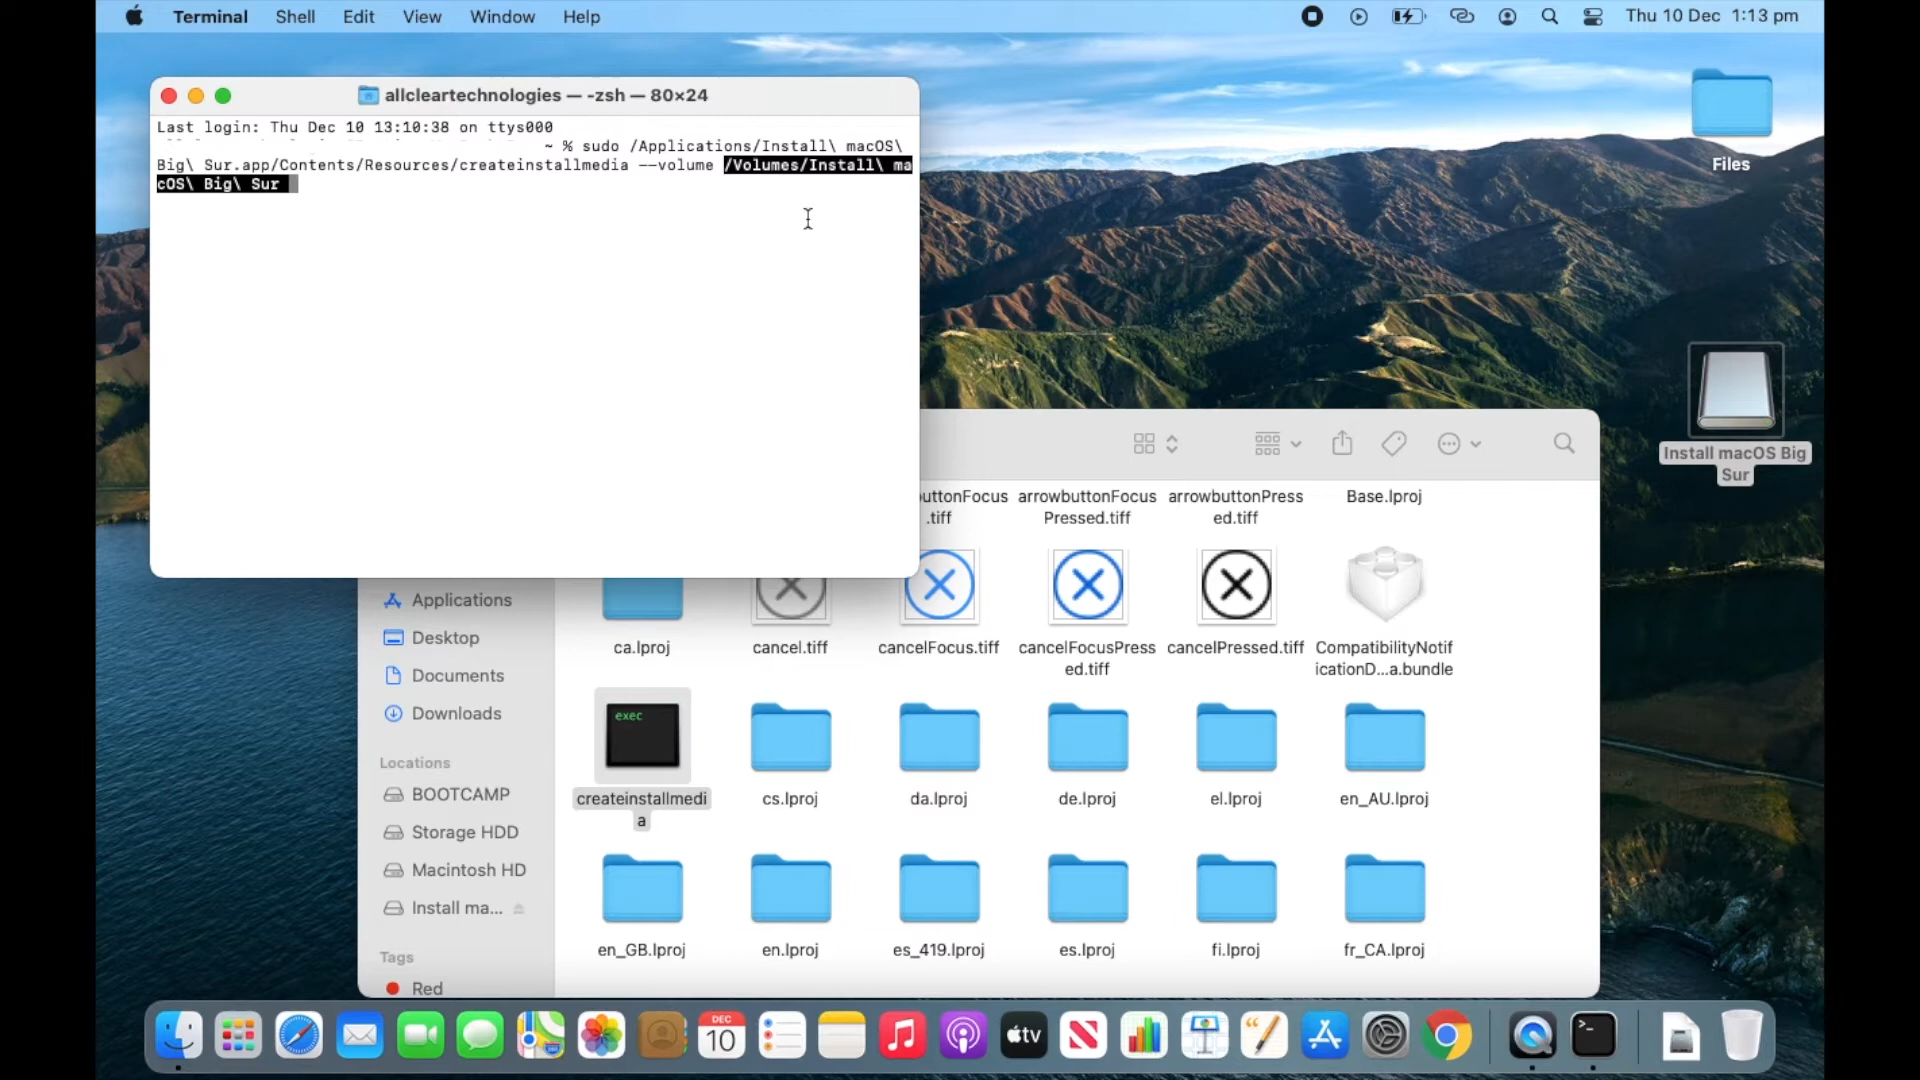 Terminal Shell Edit View Window Help Thu 10 Dec 1:13 pm
allcleartechnologies — -zsh — 80×24
Last login: Thu Dec 10 13:10:38 on ttys000
~ % sudo /Applications/Install\ macOS\
Big\ Sur.app/Contents/Resources/createinstallmedia --volume /Volumes/Install\ ma
cOS\ Big\ Sur
Files
Install macOS Big
Sur
uttonFocus arrowbuttonFocus arrowbuttonPress Base.lproj
.tiff Pressed.tiff ed.tiff
Applications
Desktop
Documents
Downloads
Locations
BOOTCAMP
Storage HDD
Macintosh HD
Install ma...
Tags
Red
ca.lproj cancel.tiff cancelFocus.tiff cancelFocusPress cancelPressed.tiff CompatibilityNotif
ed.tiff icationD...a.bundle
exec
createinstallmedi cs.lproj da.lproj de.lproj el.lproj en_AU.lproj
a
en_GB.lproj en.lproj es_419.lproj es.lproj fi.lproj fr_CA.lproj
DEC
10
tv
>_